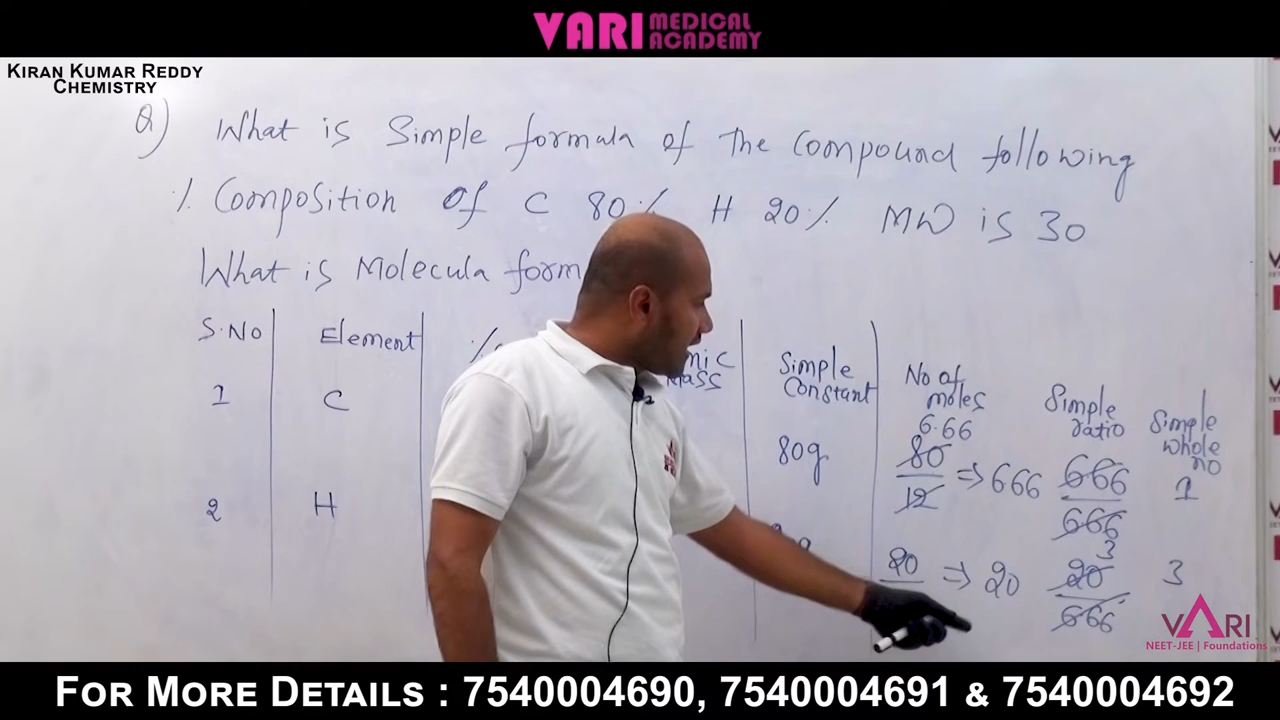 VARI MEDICAL ACADEMY
KIRAN KUMAR REDDY
CHEMISTRY
Q) What is Simple formula of the Compound following
% Composition of C 80% H 20% MW is 30
What is Molecula form
S.NO Element % mic Mass Simple Constant No of moles Simple ratio Simple whole no
1 C 80g 6.66 80/12 => 666 666/666 1
2 H 20 => 20 3 20/666 3
VARI
NEET-JEE | Foundations
FOR MORE DETAILS : 7540004690, 7540004691 & 7540004692